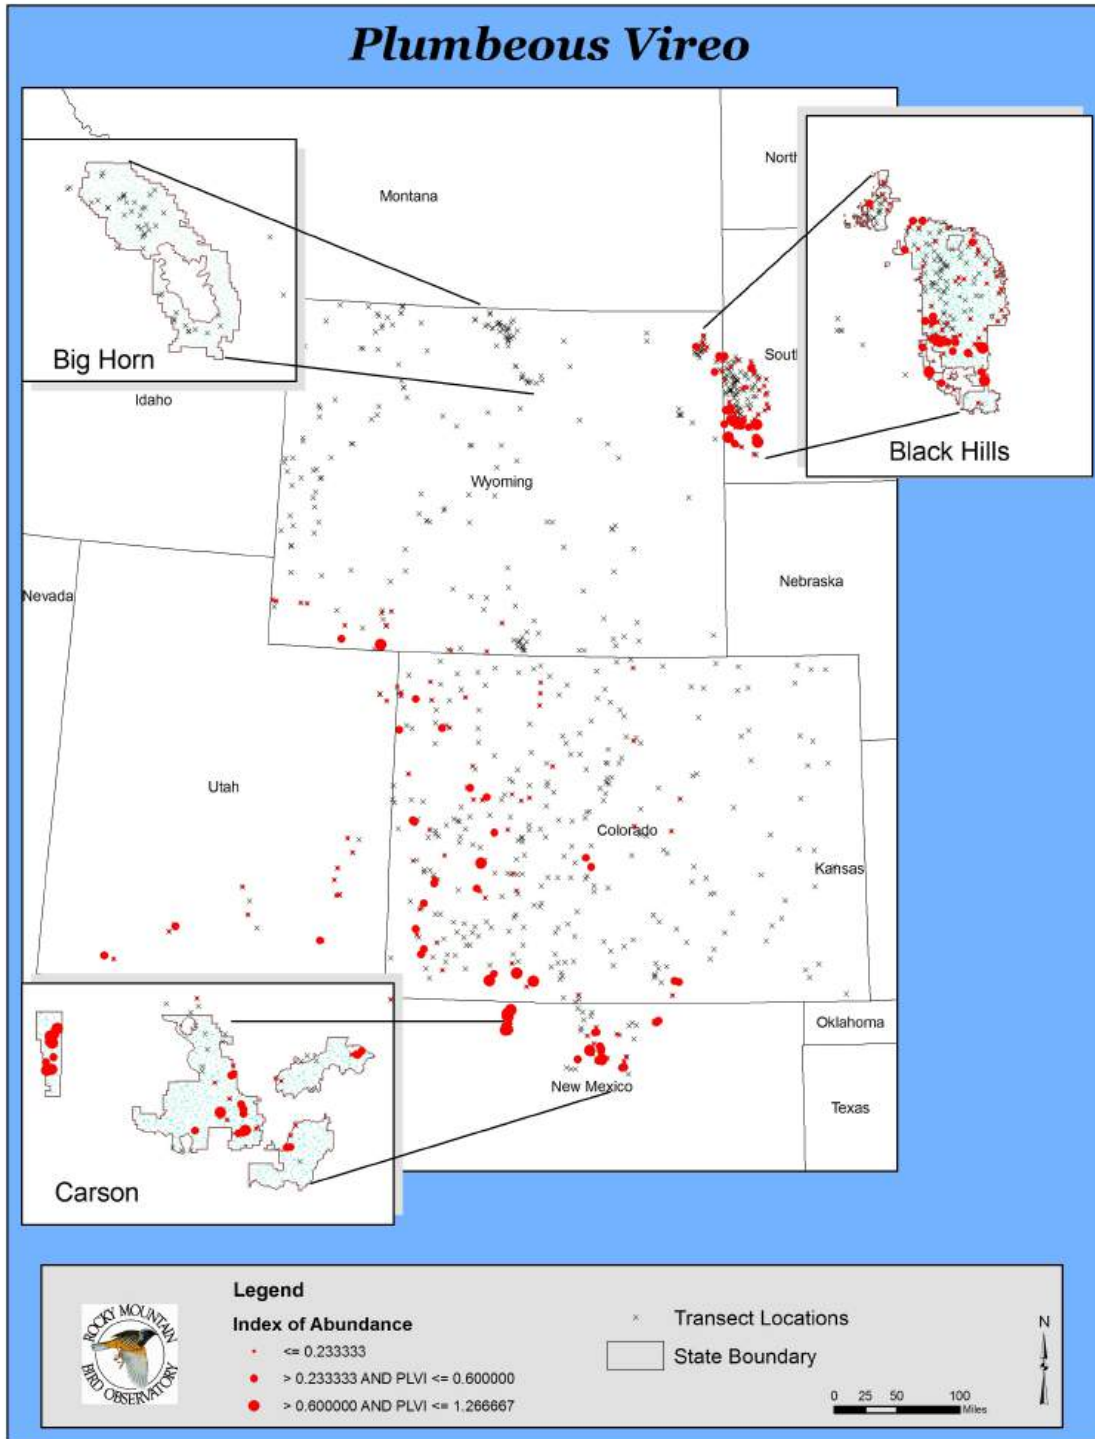 Plumbeous Vireo
Montana
North
Big Horn
Idaho
South
Black Hills
Wyoming
Nevada
Nebraska
Utah
Colorado
Kansas
Oklahoma
New Mexico
Texas
Carson
Legend
Index of Abundance
<= 0.233333
> 0.233333 AND PLVI <= 0.600000
> 0.600000 AND PLVI <= 1.266667
Transect Locations
State Boundary
ROCKY MOUNTAIN
BIRD OBSERVATORY
N
0 25 50 100
Miles